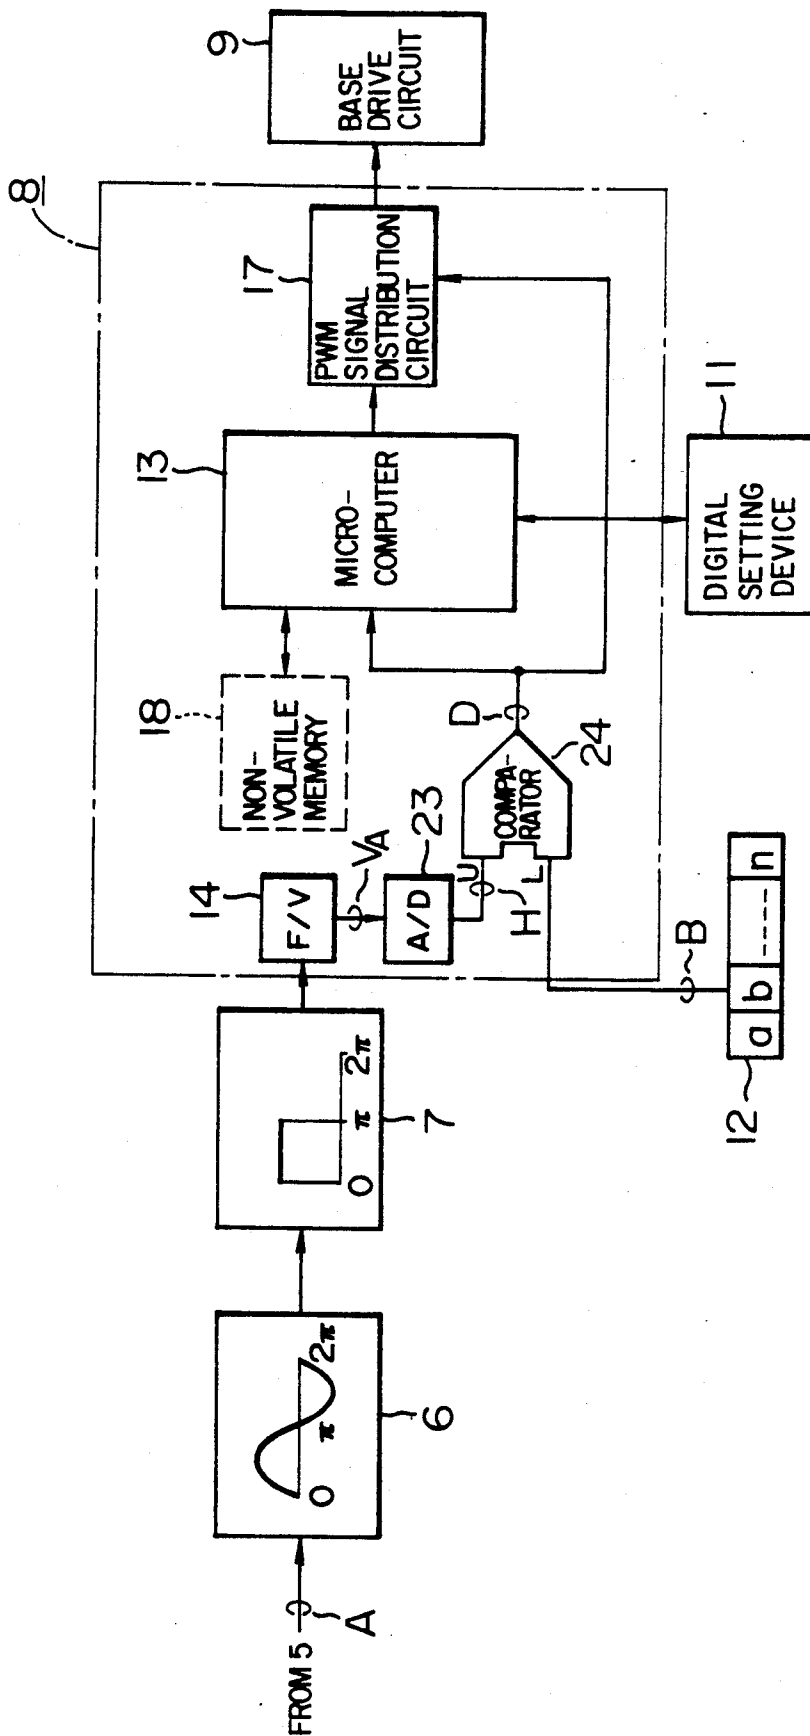 FROM 5
A
0
π
2π
6
0
π
2π
7
8
14
F/V
VA
A/D
23
18
NON-
VOLATILE
MEMORY
13
MICRO-
COMPUTER
17
PWM
SIGNAL
DISTRIBUTION
CIRCUIT
9
BASE
DRIVE
CIRCUIT
U
H
L
COMPA-
RATOR
D
24
B
12
a b ---- n
11
DIGITAL
SETTING
DEVICE